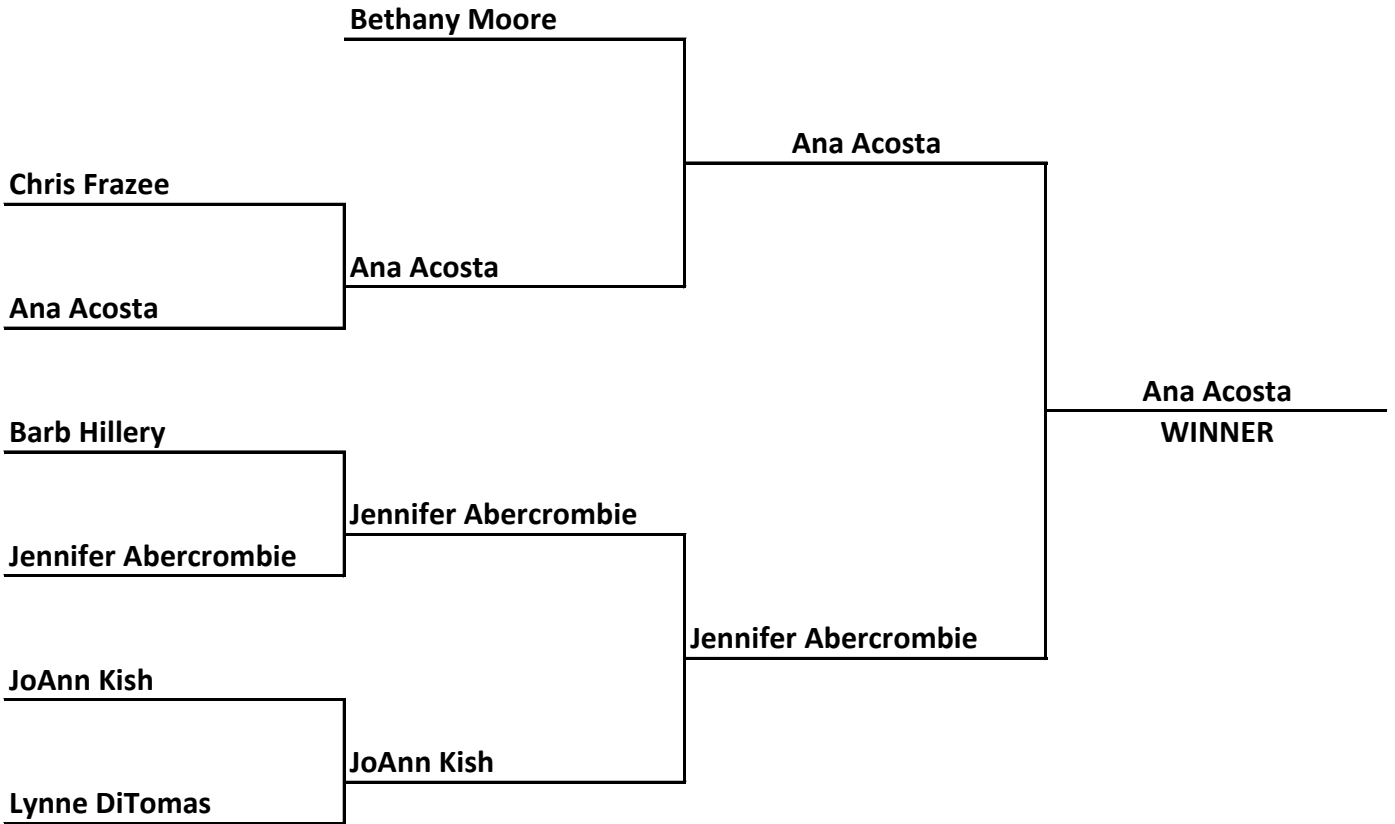 Bethany Moore
Ana Acosta
Chris Frazee
Ana Acosta
Ana Acosta
Ana Acosta
WINNER
Barb Hillery
Jennifer Abercrombie
Jennifer Abercrombie
Jennifer Abercrombie
JoAnn Kish
JoAnn Kish
Lynne DiTomas